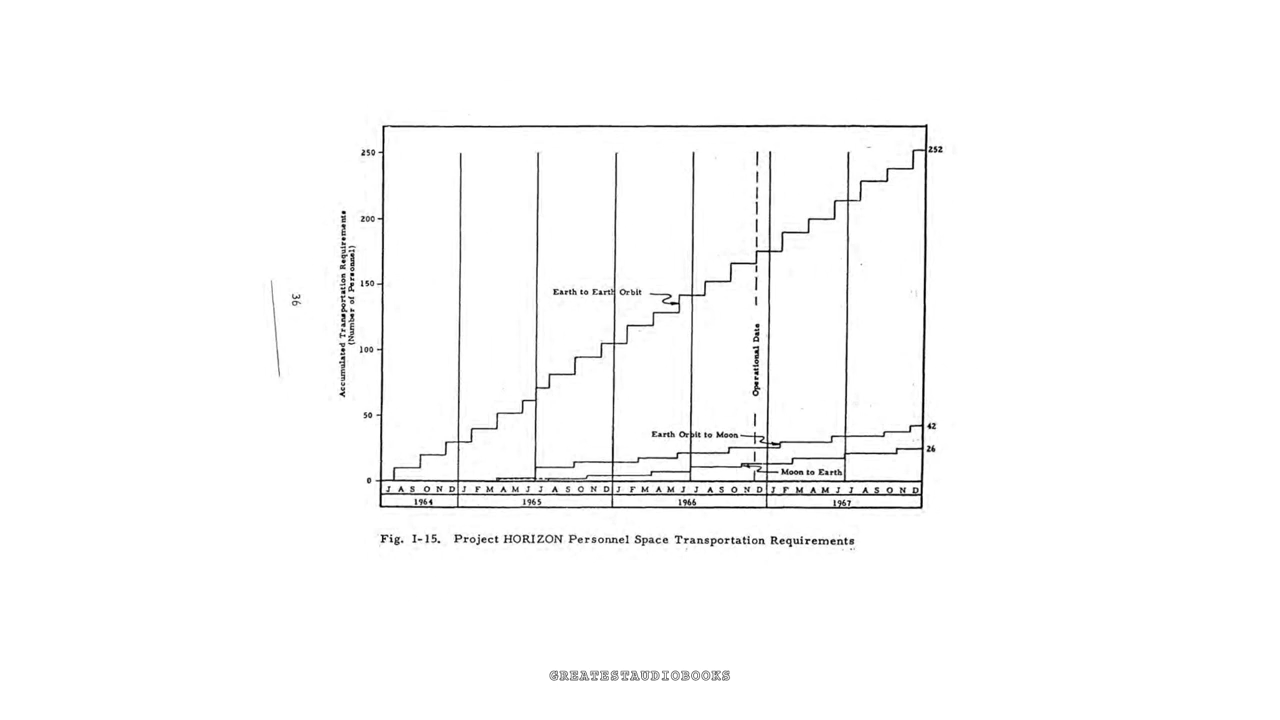 250
252
200
150
100
50
0
Accumulated Transportation Requirements
(Number of Personnel)
36
Earth to Earth Orbit
Operational Date
Earth Orbit to Moon
42
26
Moon to Earth
J A S O N D J F M A M J J A S O N D J F M A M J J A S O N D J F M A M J J A S O N D
1964 1965 1966 1967
Fig. I-15. Project HORIZON Personnel Space Transportation Requirements
GREATESTAUDIOBOOKS